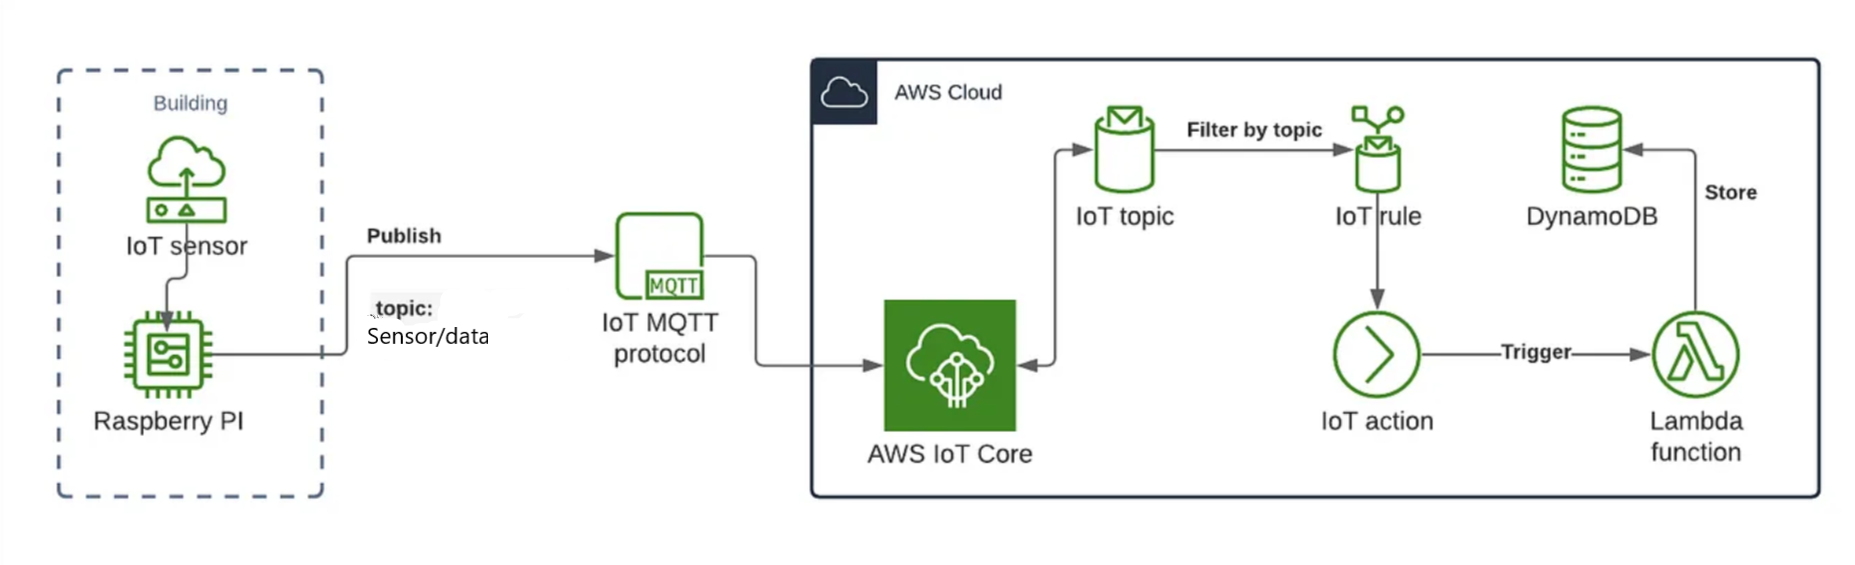 Building
IoT sensor
Raspberry PI
Publish
topic:
Sensor/data
MQTT
IoT MQTT
protocol
AWS Cloud
AWS IoT Core
IoT topic
Filter by topic
IoT rule
IoT action
Trigger
Lambda
function
Store
DynamoDB